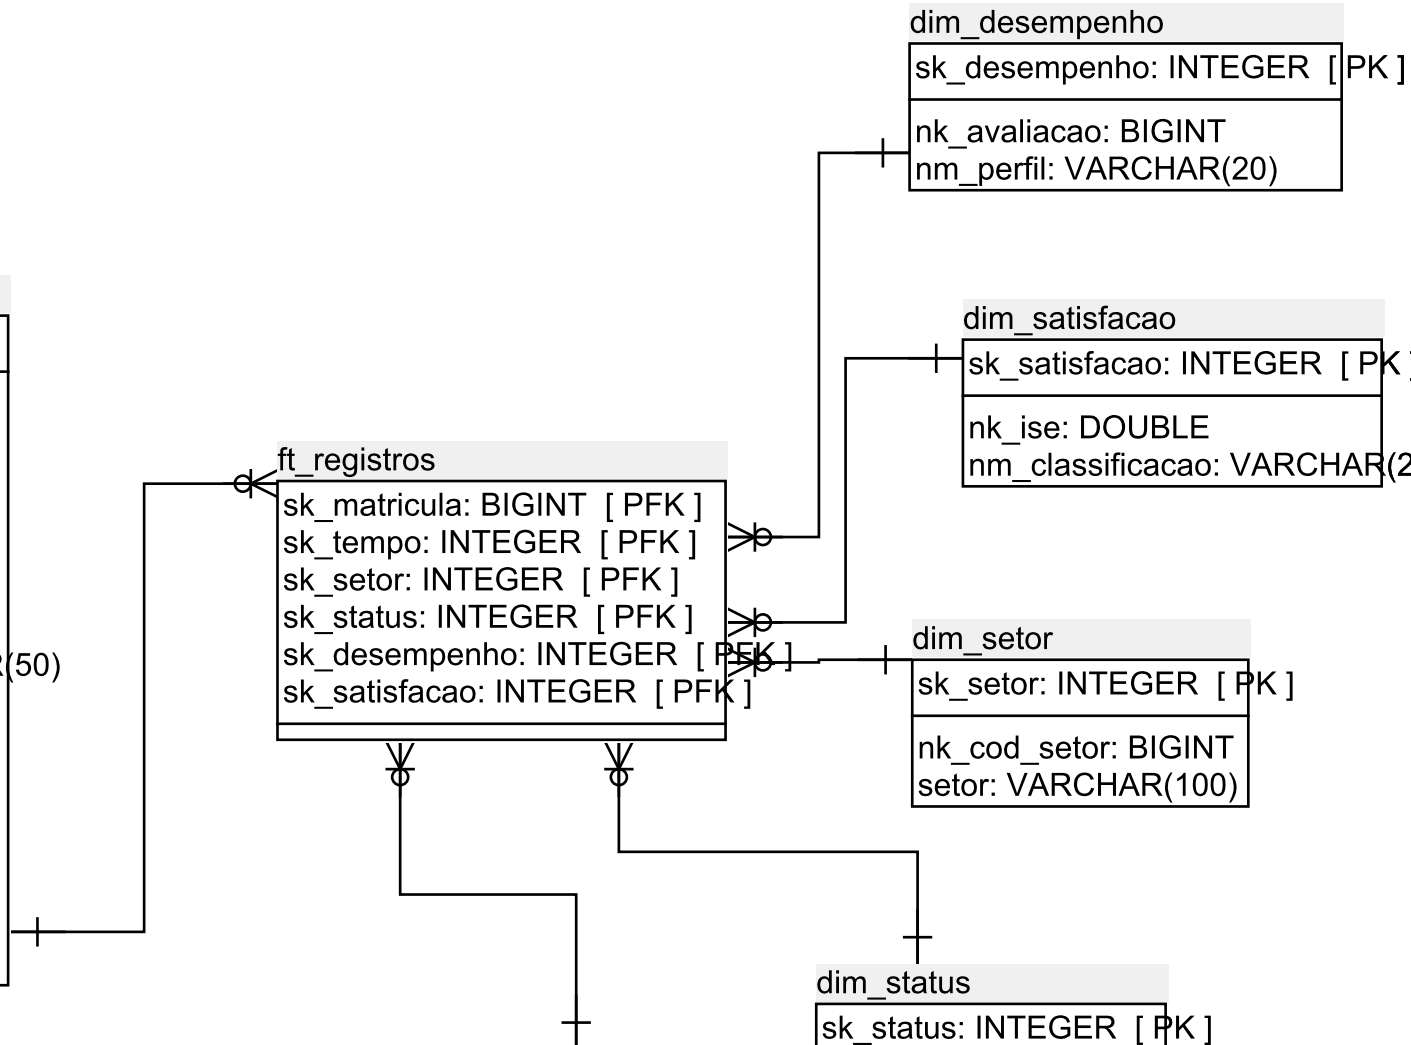 dim_desempenho
sk_desempenho: INTEGER [ PK ]
nk_avaliacao: BIGINT
nm_perfil: VARCHAR(20)
dim_satisfacao
sk_satisfacao: INTEGER [ PK ]
nk_ise: DOUBLE
nm_classificacao: VARCHAR(2
ft_registros
sk_matricula: BIGINT [ PFK ]
sk_tempo: INTEGER [ PFK ]
sk_setor: INTEGER [ PFK ]
sk_status: INTEGER [ PFK ]
sk_desempenho: INTEGER [ PFK ]
sk_satisfacao: INTEGER [ PFK ]
(50)
dim_setor
sk_setor: INTEGER [ PK ]
nk_cod_setor: BIGINT
setor: VARCHAR(100)
dim_status
sk_status: INTEGER [ PK ]